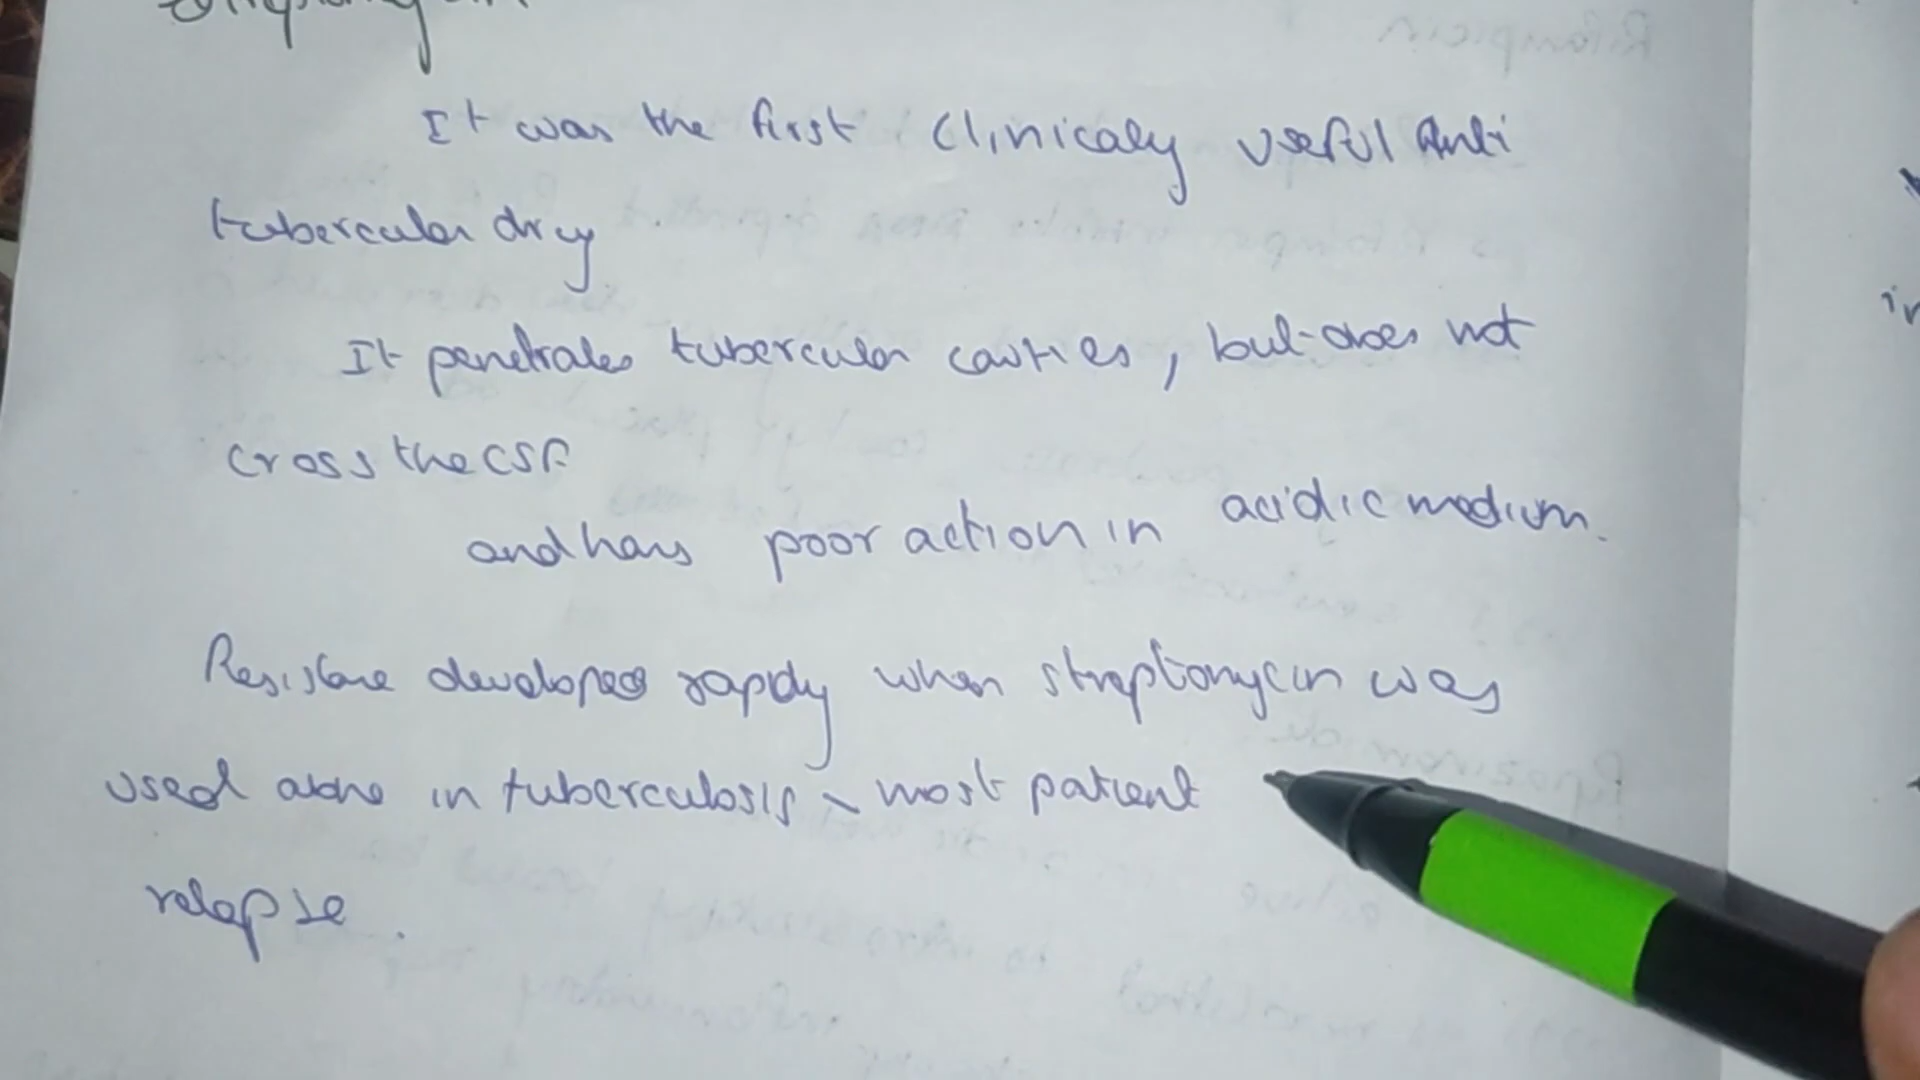 It was the first Clinicaly useful Anti
tubercular drug
It penetrates tubercular cavities, but does not
cross the CSF
and has poor action in acidic medium.
Resistance developed rapidly when streptomycin was
used alone in tuberculosis - most patient
relapse.